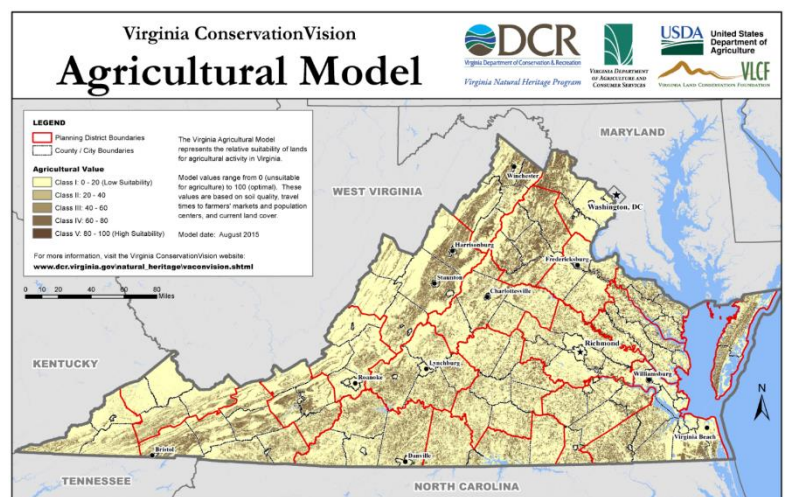 Virginia ConservationVision
Agricultural Model
DCR
Virginia Department of Conservation & Recreation
Virginia Natural Heritage Program
VIRGINIA DEPARTMENT
OF AGRICULTURE AND
CONSUMER SERVICES
USDA
United States
Department of
Agriculture
VLCF
VIRGINIA LAND CONSERVATION FOUNDATION
LEGEND
Planning District Boundaries
County / City Boundaries
Agricultural Value
Class I: 0 - 20 (Low Suitability)
Class II: 20 - 40
Class III: 40 - 60
Class IV: 60 - 80
Class V: 80 - 100 (High Suitability)
The Virginia Agricultural Model
represents the relative suitability of lands
for agricultural activity in Virginia.
Model values range from 0 (unsuitable
for agriculture) to 100 (optimal). These
values are based on soil quality, travel
times to farmers' markets and population
centers, and current land cover.
Model date: August 2015
For more information, visit the Virginia ConservationVision website:
www.dcr.virginia.gov\natural_heritage\vaconvision.shtml
0 10 20 40 60 80
Miles
MARYLAND
WEST VIRGINIA
Winchester
Washington, DC
Harrisonburg
Fredericksburg
Staunton
Charlottesville
KENTUCKY
Richmond
Lynchburg
Roanoke
Williamsburg
N
Virginia Beach
Bristol
Danville
TENNESSEE
NORTH CAROLINA